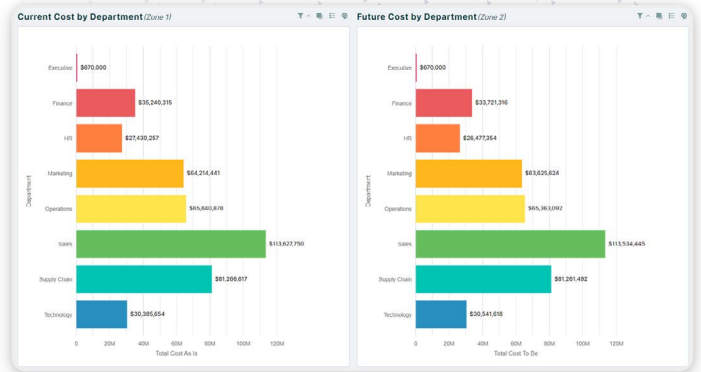 Current Cost by Department (Zone 1)
Executive $670,000
Finance $35,240,315
HR $27,430,257
Marketing $64,214,441
Operations $65,840,878
Sales $113,627,750
Supply Chain $81,266,617
Technology $30,385,654
Department
0 20M 40M 60M 80M 100M 120M
Total Cost As Is
Future Cost by Department (Zone 2)
Executive $670,000
Finance $33,721,316
HR $26,477,354
Marketing $63,625,624
Operations $65,363,092
Sales $113,534,445
Supply Chain $81,261,492
Technology $30,541,618
Department
0 20M 40M 60M 80M 100M 120M
Total Cost To Be